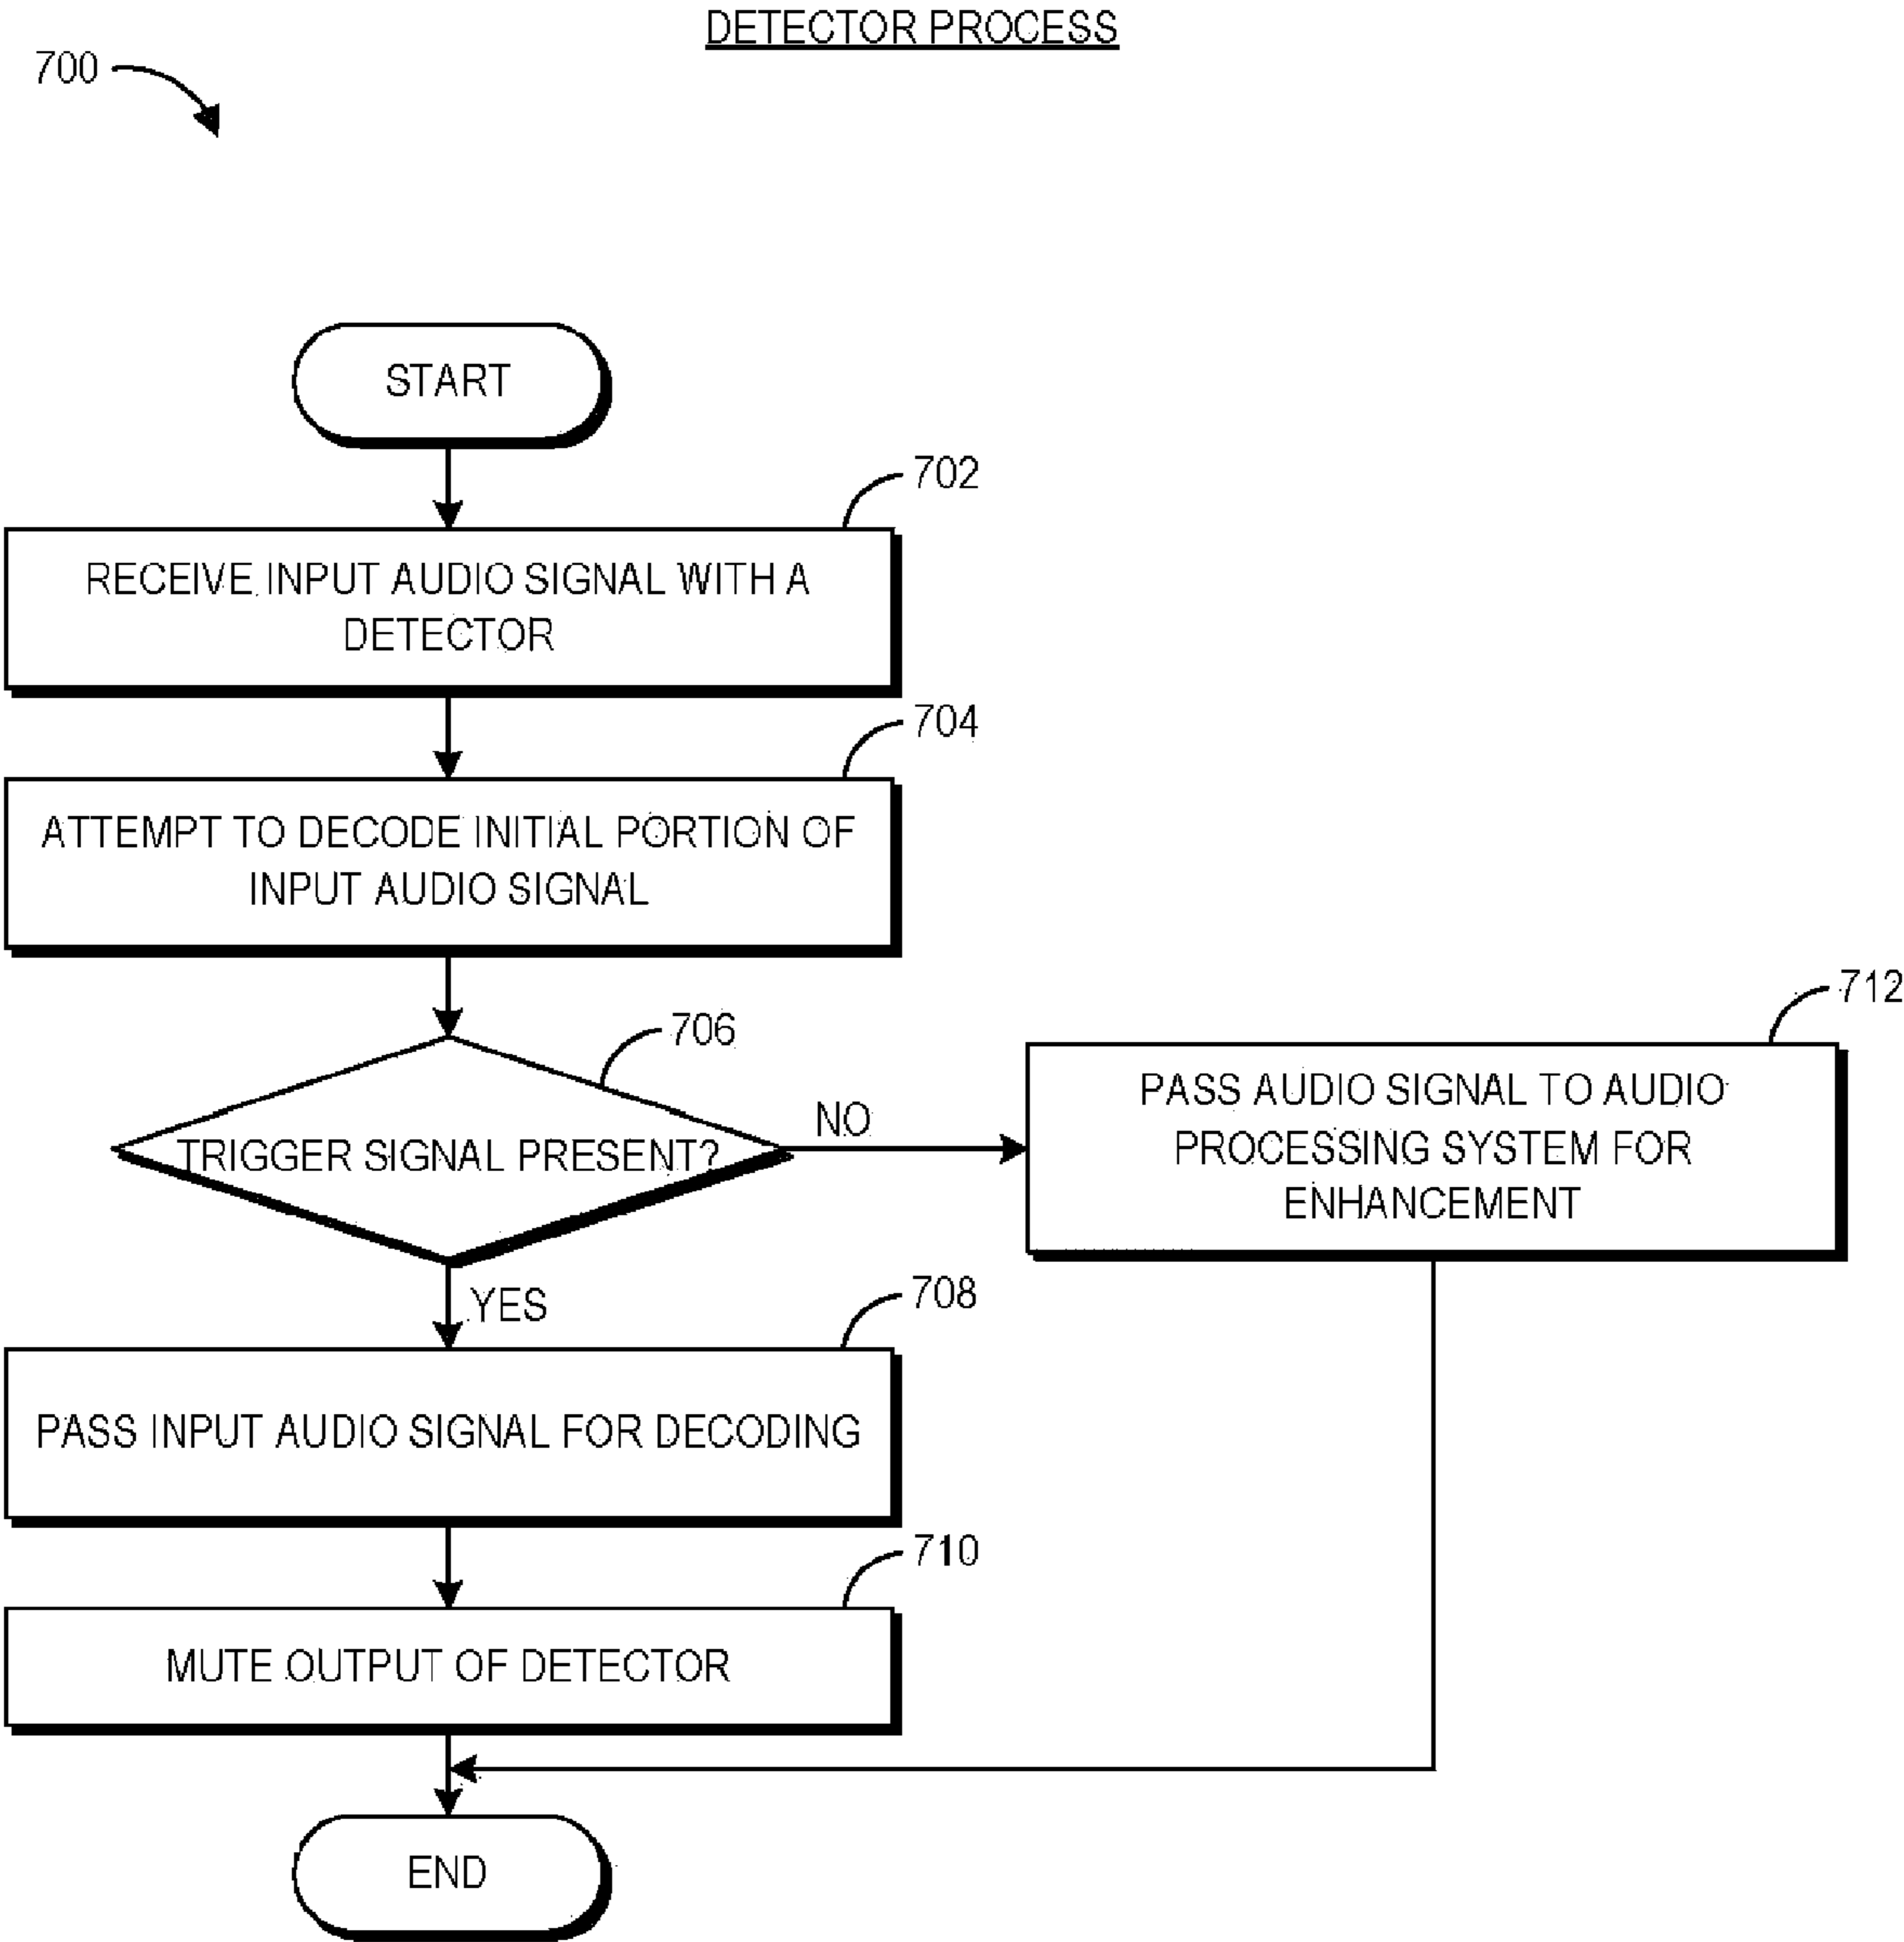 DETECTOR PROCESS
700
START
702
RECEIVE INPUT AUDIO SIGNAL WITH A
DETECTOR
704
ATTEMPT TO DECODE INITIAL PORTION OF
INPUT AUDIO SIGNAL
706
TRIGGER SIGNAL PRESENT?
NO
712
PASS AUDIO SIGNAL TO AUDIO
PROCESSING SYSTEM FOR
ENHANCEMENT
YES
708
PASS INPUT AUDIO SIGNAL FOR DECODING
710
MUTE OUTPUT OF DETECTOR
END